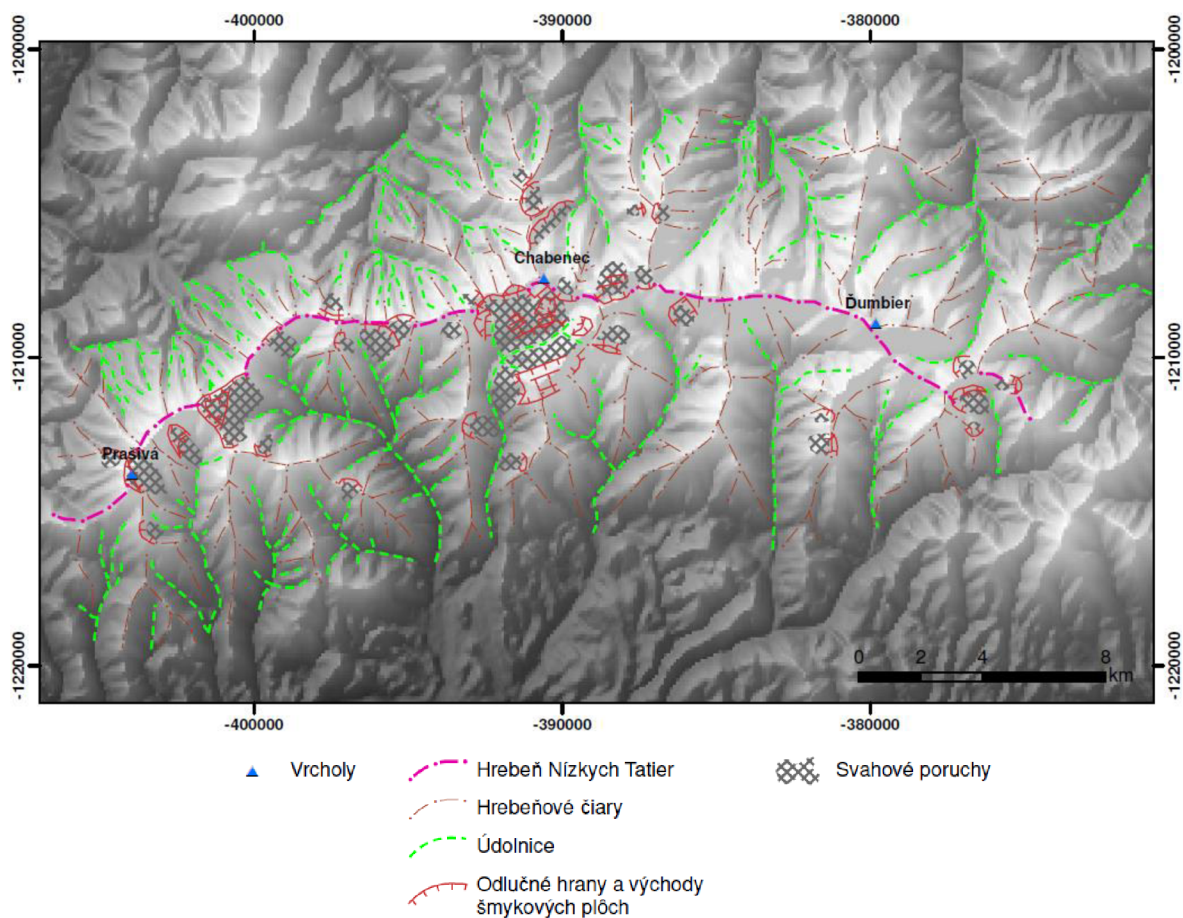 -400000 -390000 -380000
-1200000 -1200000
Chabenec
Ďumbier
-1210000 -1210000
Prašivá
0 2 4 8
km
-1220000 -1220000
-400000 -390000 -380000
Vrcholy Hrebeň Nízkych Tatier Svahové poruchy
Hrebeňové čiary
Údolnice
Odlučné hrany a východy
šmykových plôch